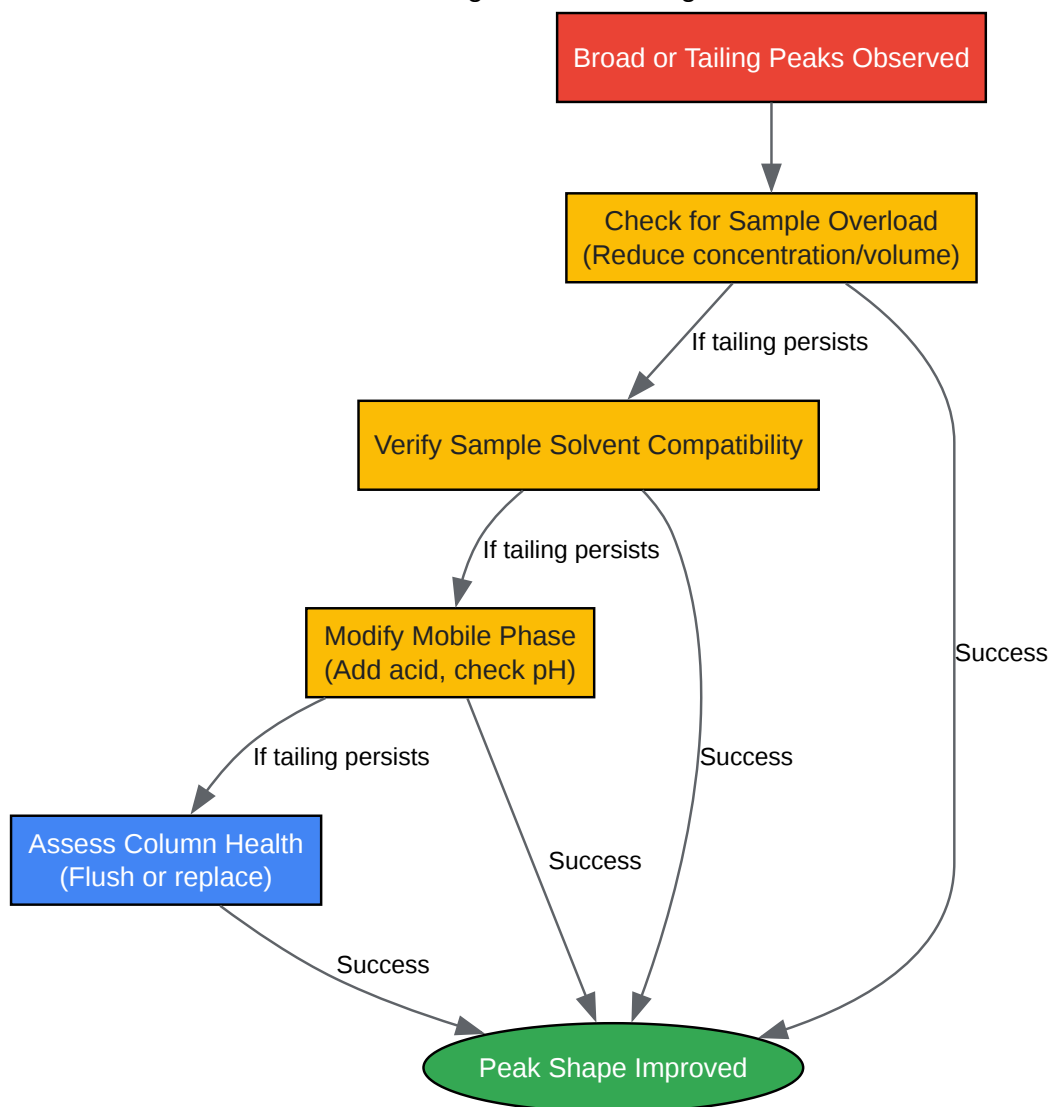 Broad or Tailing Peaks Observed
Check for Sample Overload
(Reduce concentration/volume)
If tailing persists
Verify Sample Solvent Compatibility
If tailing persists
Modify Mobile Phase
(Add acid, check pH)
Success
If tailing persists
Success
Assess Column Health
(Flush or replace)
Success
Success
Peak Shape Improved